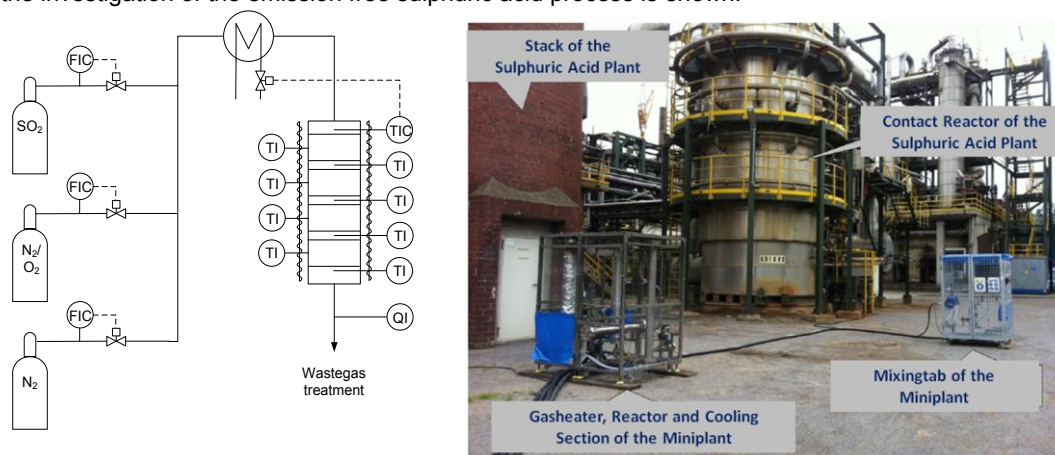 the investigation of the emission free sulphuric acid process is shown.
FIC
SO2
FIC
N2/
O2
FIC
N2
TIC
TI
TI
TI
TI
TI
TI
TI
TI
QI
Wastegas
treatment
Stack of the
Sulphuric Acid Plant
Contact Reactor of the
Sulphuric Acid Plant
Mixingtab of the
Miniplant
Gasheater, Reactor and Cooling
Section of the Miniplant